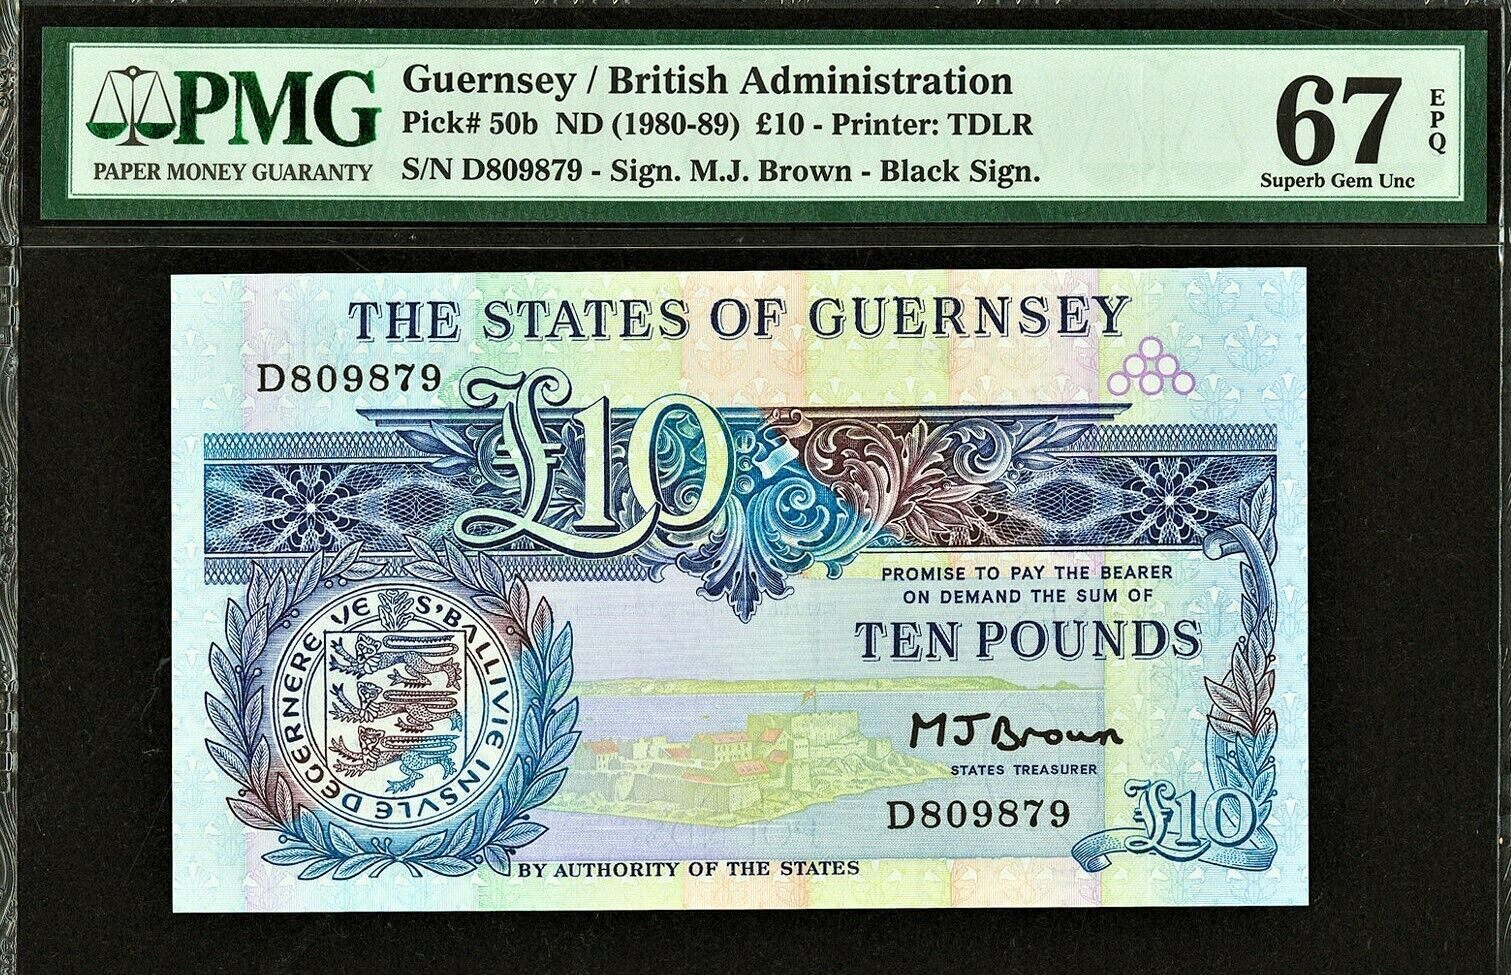 PMG
PAPER MONEY GUARANTY
Guernsey / British Administration
Pick# 50b ND (1980-89) £10 - Printer: TDLR
S/N D809879 - Sign. M.J. Brown - Black Sign.
67
EPQ
Superb Gem Unc
THE STATES OF GUERNSEY
D809879
£10
PROMISE TO PAY THE BEARER
ON DEMAND THE SUM OF
TEN POUNDS
S'BALLIVIE INSVLE DEGERNERE VE
MJ Brown
STATES TREASURER
D809879
£10
BY AUTHORITY OF THE STATES